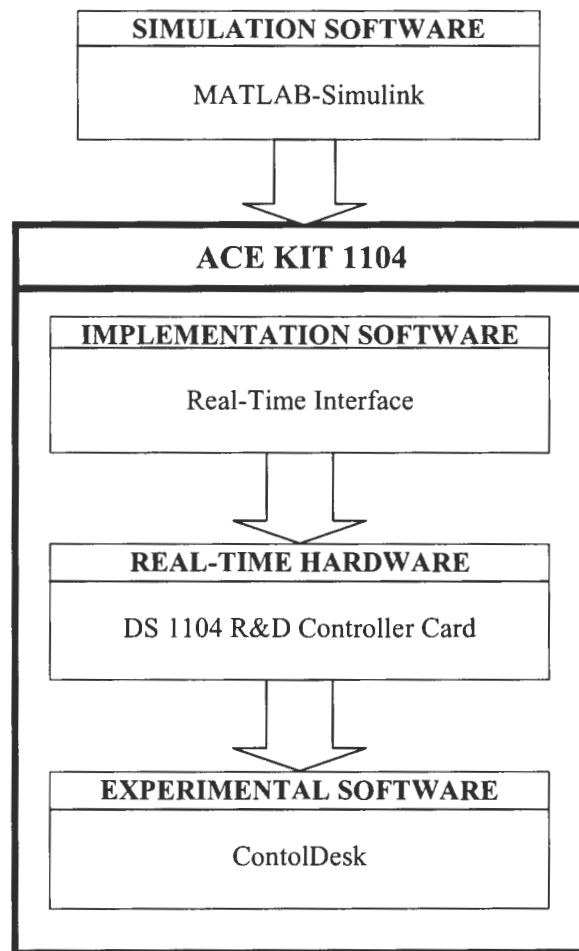 SIMULATION SOFTWARE
MATLAB-Simulink
ACE KIT 1104
IMPLEMENTATION SOFTWARE
Real-Time Interface
REAL-TIME HARDWARE
DS 1104 R&D Controller Card
EXPERIMENTAL SOFTWARE
ContolDesk